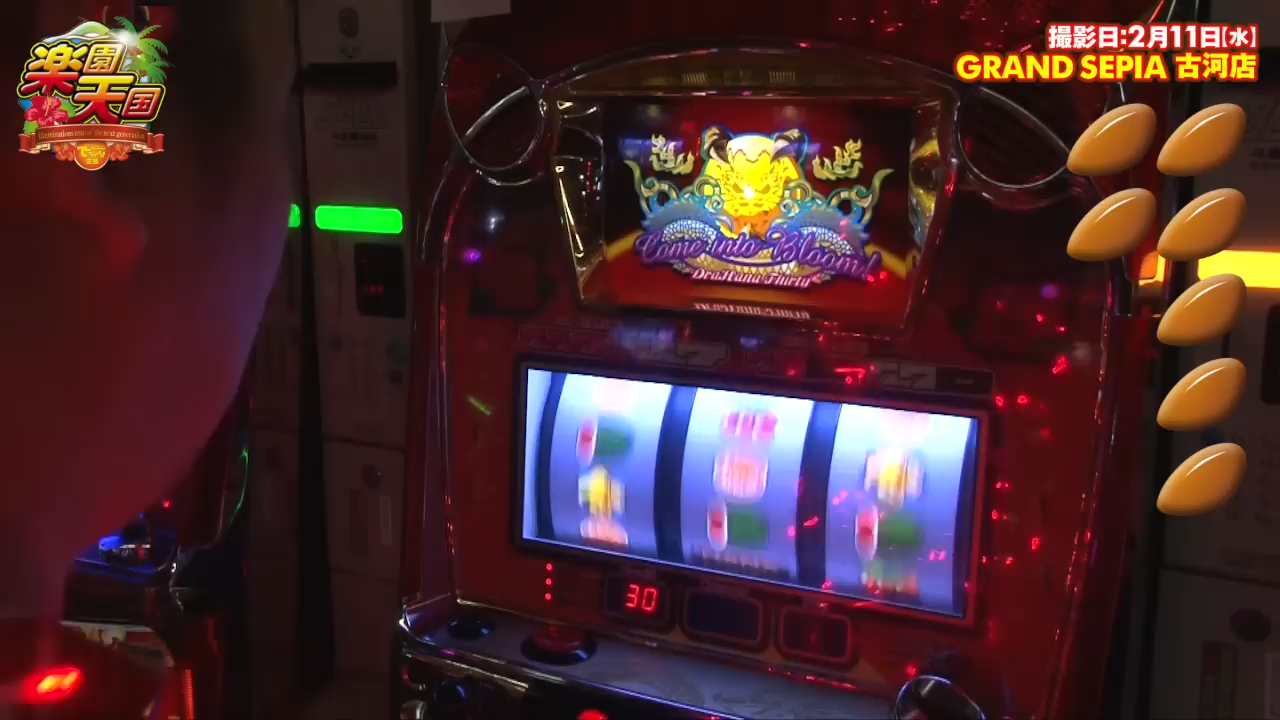 楽園
天国
撮影日:2月11日[水]
GRAND SEPIA 古河店
Come into Bloom!
DraHana Thirty
30